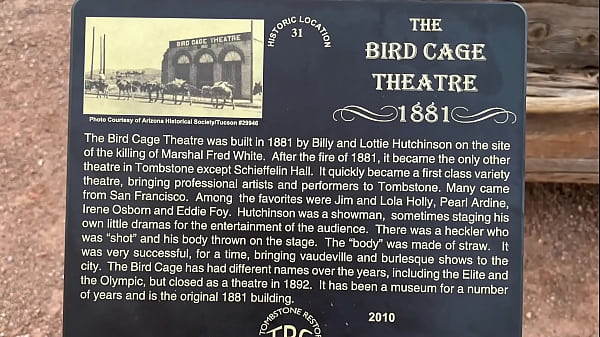 BIRD CAGE THEATRE
HISTORIC LOCATION
31
THE
BIRD CAGE
THEATRE
1881
Photo Courtesy of Arizona Historical Society/Tucson #29946
The Bird Cage Theatre was built in 1881 by Billy and Lottie Hutchinson on the site
of the killing of Marshal Fred White. After the fire of 1881, it became the only other
theatre in Tombstone except Schieffelin Hall. It quickly became a first class variety
theatre, bringing professional artists and performers to Tombstone. Many came
from San Francisco. Among the favorites were Jim and Lola Holly, Pearl Ardine,
Irene Osborn and Eddie Foy. Hutchinson was a showman, sometimes staging his
own little dramas for the entertainment of the audience. There was a heckler who
was "shot" and his body thrown on the stage. The "body" was made of straw. It
was very successful, for a time, bringing vaudeville and burlesque shows to the
city. The Bird Cage has had different names over the years, including the Elite and
the Olympic, but closed as a theatre in 1892. It has been a museum for a number
of years and is the original 1881 building.
2010
TOMBSTONE RESTO
TRC